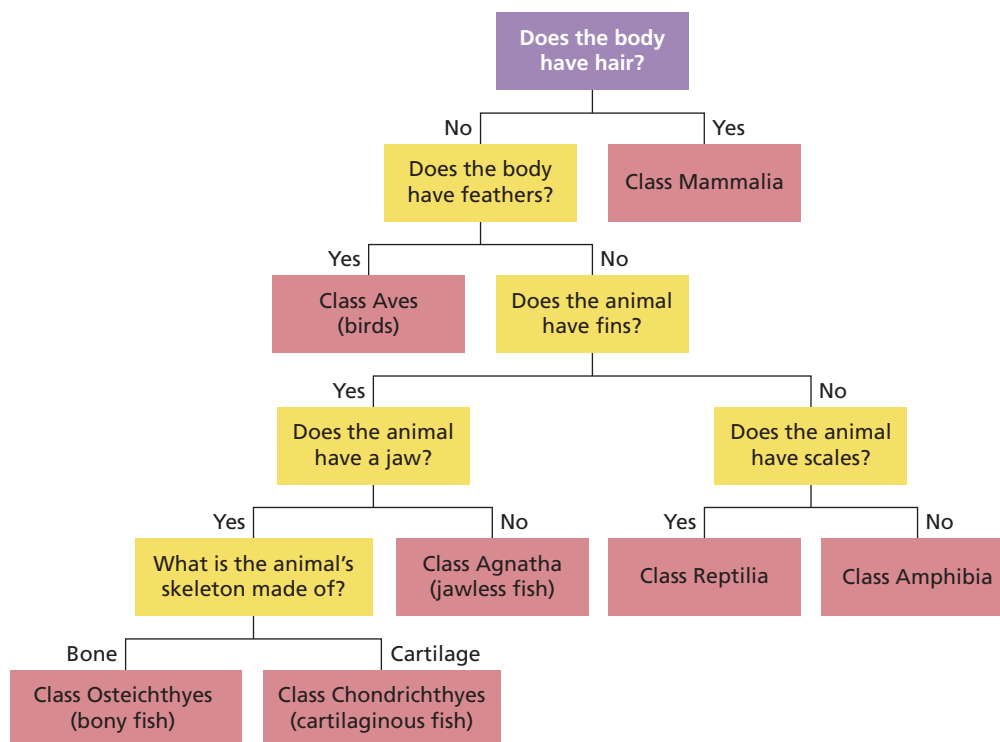 Does the body
have hair?
No
Yes
Does the body
have feathers?
Class Mammalia
Yes
No
Class Aves
(birds)
Does the animal
have fins?
Yes
No
Does the animal
have a jaw?
Does the animal
have scales?
Yes
No
Yes
No
What is the animal's
skeleton made of?
Class Agnatha
(jawless fish)
Class Reptilia
Class Amphibia
Bone
Cartilage
Class Osteichthyes
(bony fish)
Class Chondrichthyes
(cartilaginous fish)